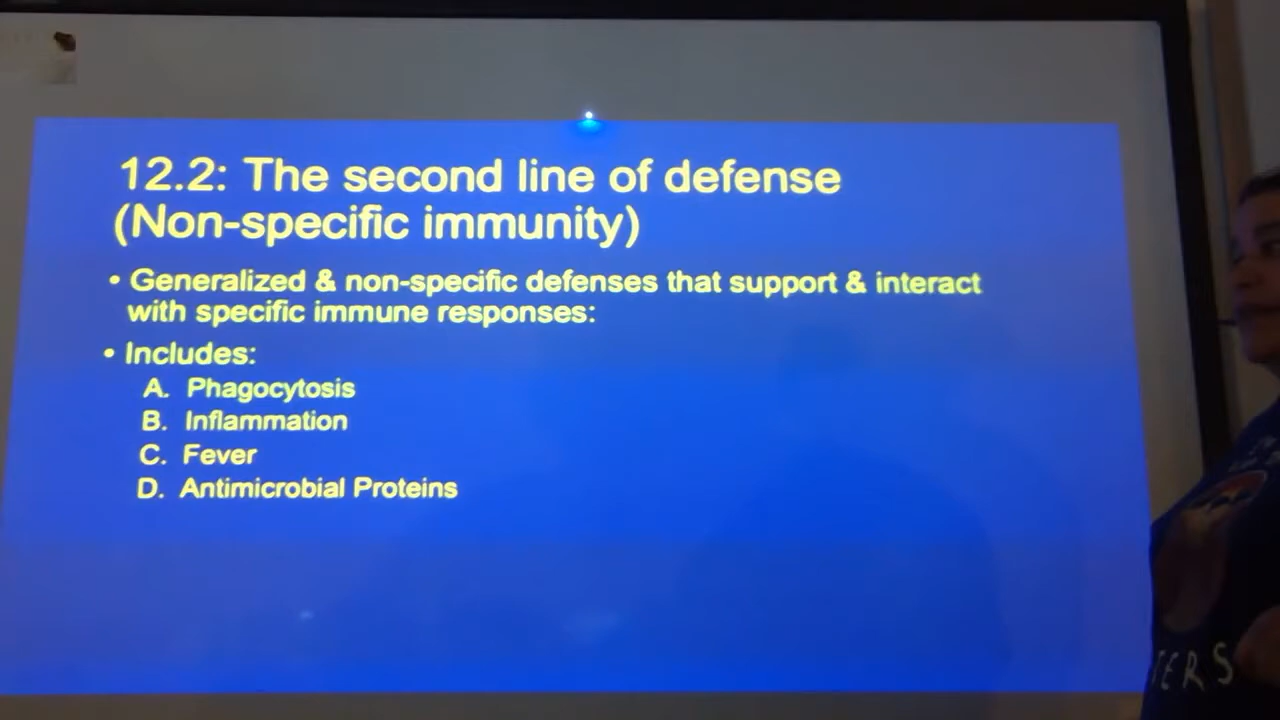 12.2: The second line of defense
(Non-specific immunity)
• Generalized & non-specific defenses that support & interact
with specific immune responses:
• Includes:
A. Phagocytosis
B. Inflammation
C. Fever
D. Antimicrobial Proteins
TERS